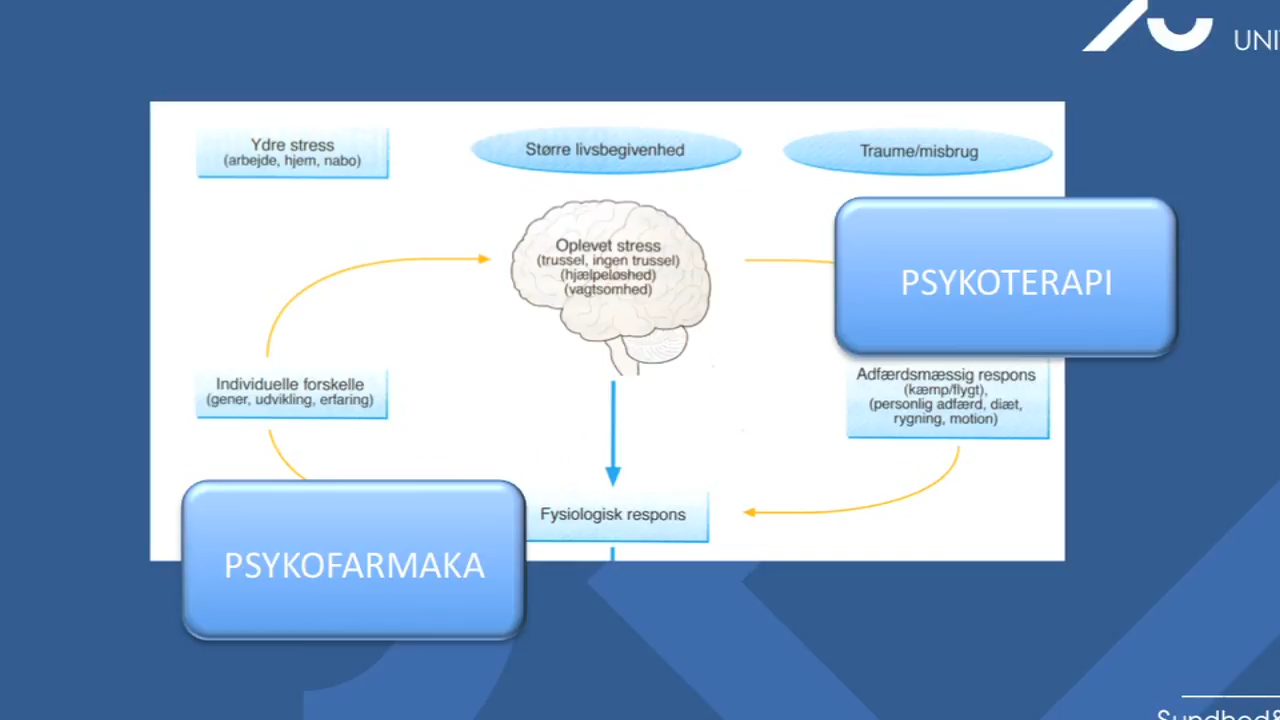 UNI
Ydre stress
(arbejde, hjem, nabo)
Større livsbegivenhed
Traume/misbrug
Oplevet stress
(trussel, ingen trussel)
(hjælpeløshed)
(vagtsomhed)
PSYKOTERAPI
Individuelle forskelle
(gener, udvikling, erfaring)
Adfærdsmæssig respons
(kæmp/flygt),
(personlig adfærd, diæt,
rygning, motion)
Fysiologisk respons
PSYKOFARMAKA